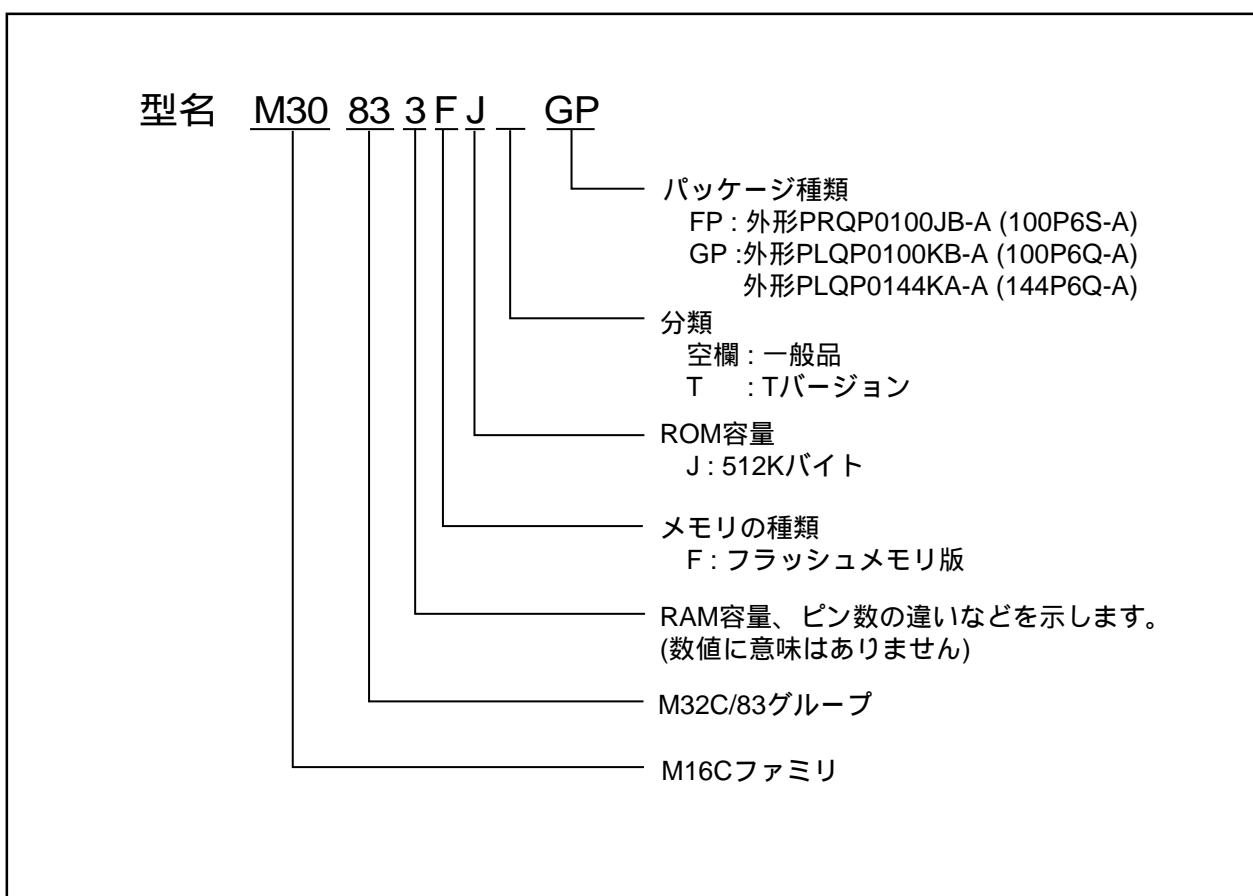 型名 M30 83 3 F J GP
パッケージ種類
FP : 外形PRQP0100JB-A (100P6S-A)
GP :外形PLQP0100KB-A (100P6Q-A)
外形PLQP0144KA-A (144P6Q-A)
分類
空欄 : 一般品
T : Tバージョン
ROM容量
J : 512Kバイト
メモリの種類
F : フラッシュメモリ版
RAM容量、ピン数の違いなどを示します。
(数値に意味はありません)
M32C/83グループ
M16Cファミリ